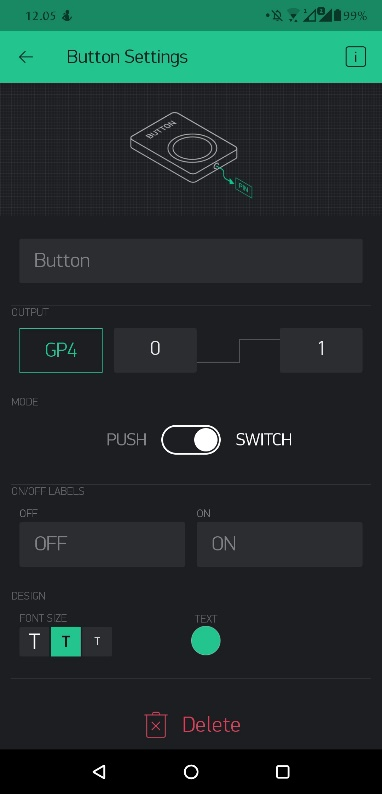 12.05 99%
Button Settings
BUTTON
PIN
Button
OUTPUT
GP4 0 1
MODE
PUSH SWITCH
ON/OFF LABELS
OFF ON
OFF ON
DESIGN
FONT SIZE TEXT
T T T
Delete